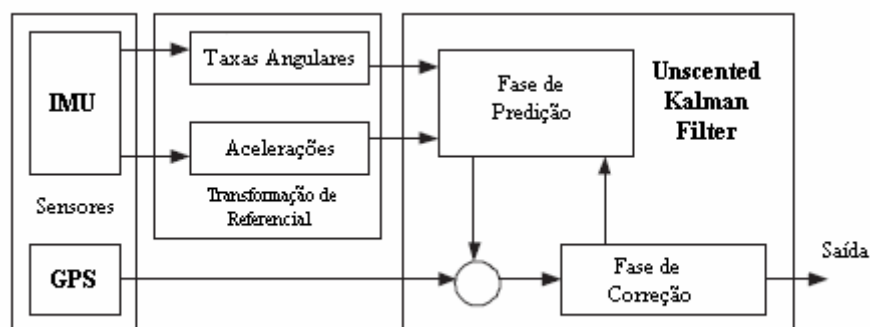 IMU
Sensores
GPS
Taxas Angulares
Acelerações
Transformação de
Referencial
Fase de
Predição
Unscented
Kalman
Filter
Fase de
Correção
Saída